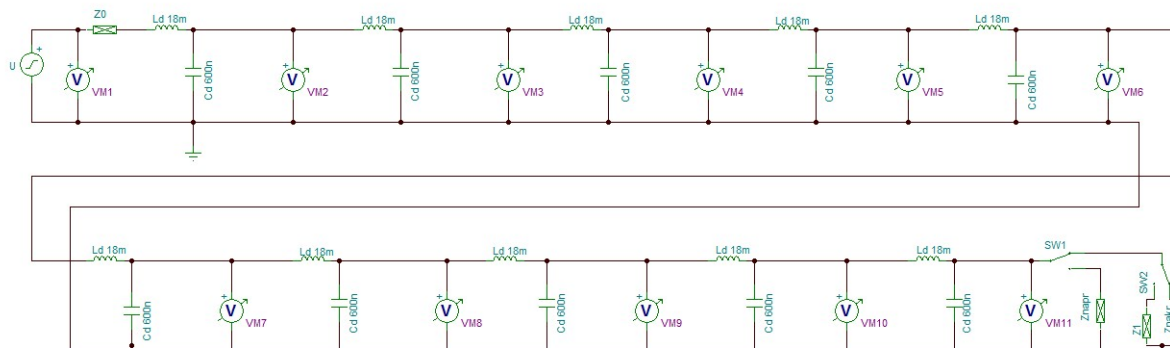 Z0
Ld 18m
Ld 18m
Ld 18m
Ld 18m
Ld 18m
+
U
+
V
VM1
Cd 600n
+
V
VM2
Cd 600n
+
V
VM3
Cd 600n
+
V
VM4
Cd 600n
+
V
VM5
Cd 600n
+
V
VM6
Ld 18m
Ld 18m
Ld 18m
Ld 18m
Ld 18m
SW1
Cd 600n
+
V
VM7
Cd 600n
+
V
VM8
Cd 600n
+
V
VM9
Cd 600n
+
V
VM10
Cd 600n
+
V
VM11
Znapr
SW2
Z1
Znakr